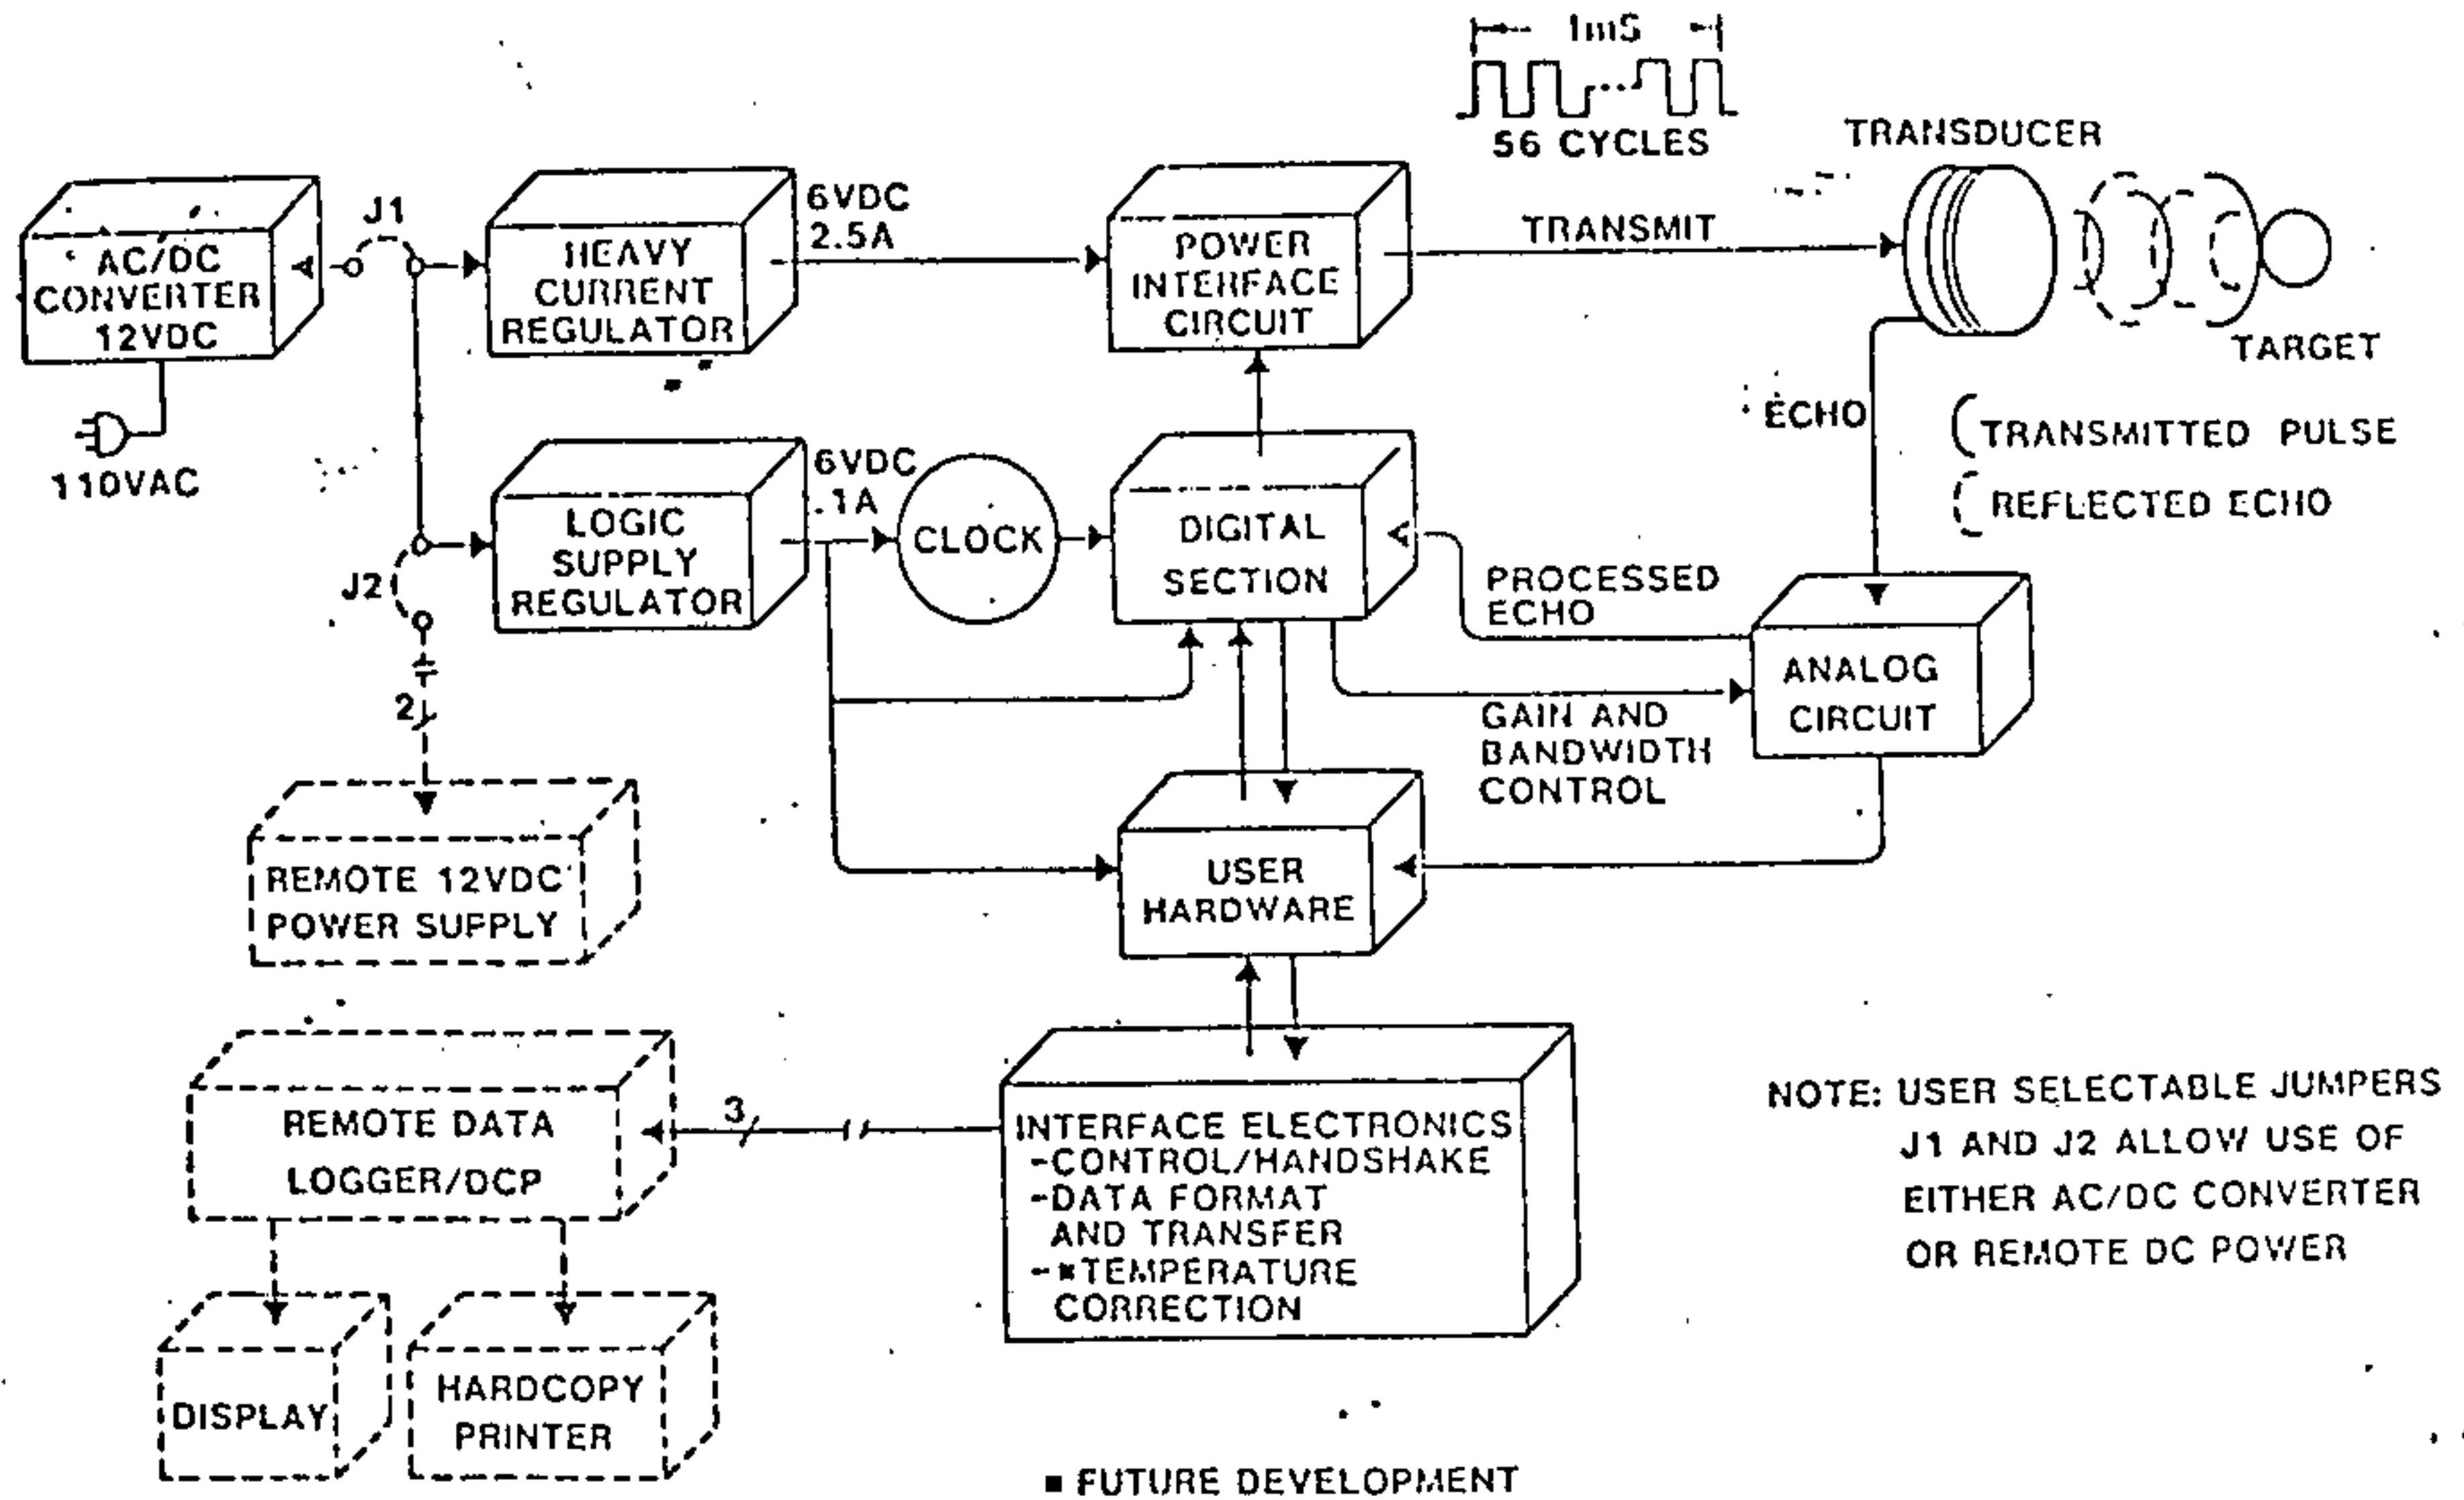 1mS
56 CYCLES
TRANSDUCER
J1
6VDC
2.5A
AC/DC
CONVERTER
12VDC
HEAVY
CURRENT
REGULATOR
POWER
INTERFACE
CIRCUIT
TRANSMIT
TARGET
110VAC
ECHO
TRANSMITTED PULSE
REFLECTED ECHO
6VDC
.1A
LOGIC
SUPPLY
REGULATOR
CLOCK
DIGITAL
SECTION
J2
PROCESSED
ECHO
2
GAIN AND
BANDWIDTH
CONTROL
ANALOG
CIRCUIT
REMOTE 12VDC
POWER SUPPLY
USER
HARDWARE
REMOTE DATA
LOGGER/DCP
3
INTERFACE ELECTRONICS
-CONTROL/HANDSHAKE
-DATA FORMAT
AND TRANSFER
-■TEMPERATURE
CORRECTION
NOTE: USER SELECTABLE JUMPERS
J1 AND J2 ALLOW USE OF
EITHER AC/DC CONVERTER
OR REMOTE DC POWER
DISPLAY
HARDCOPY
PRINTER
■ FUTURE DEVELOPMENT